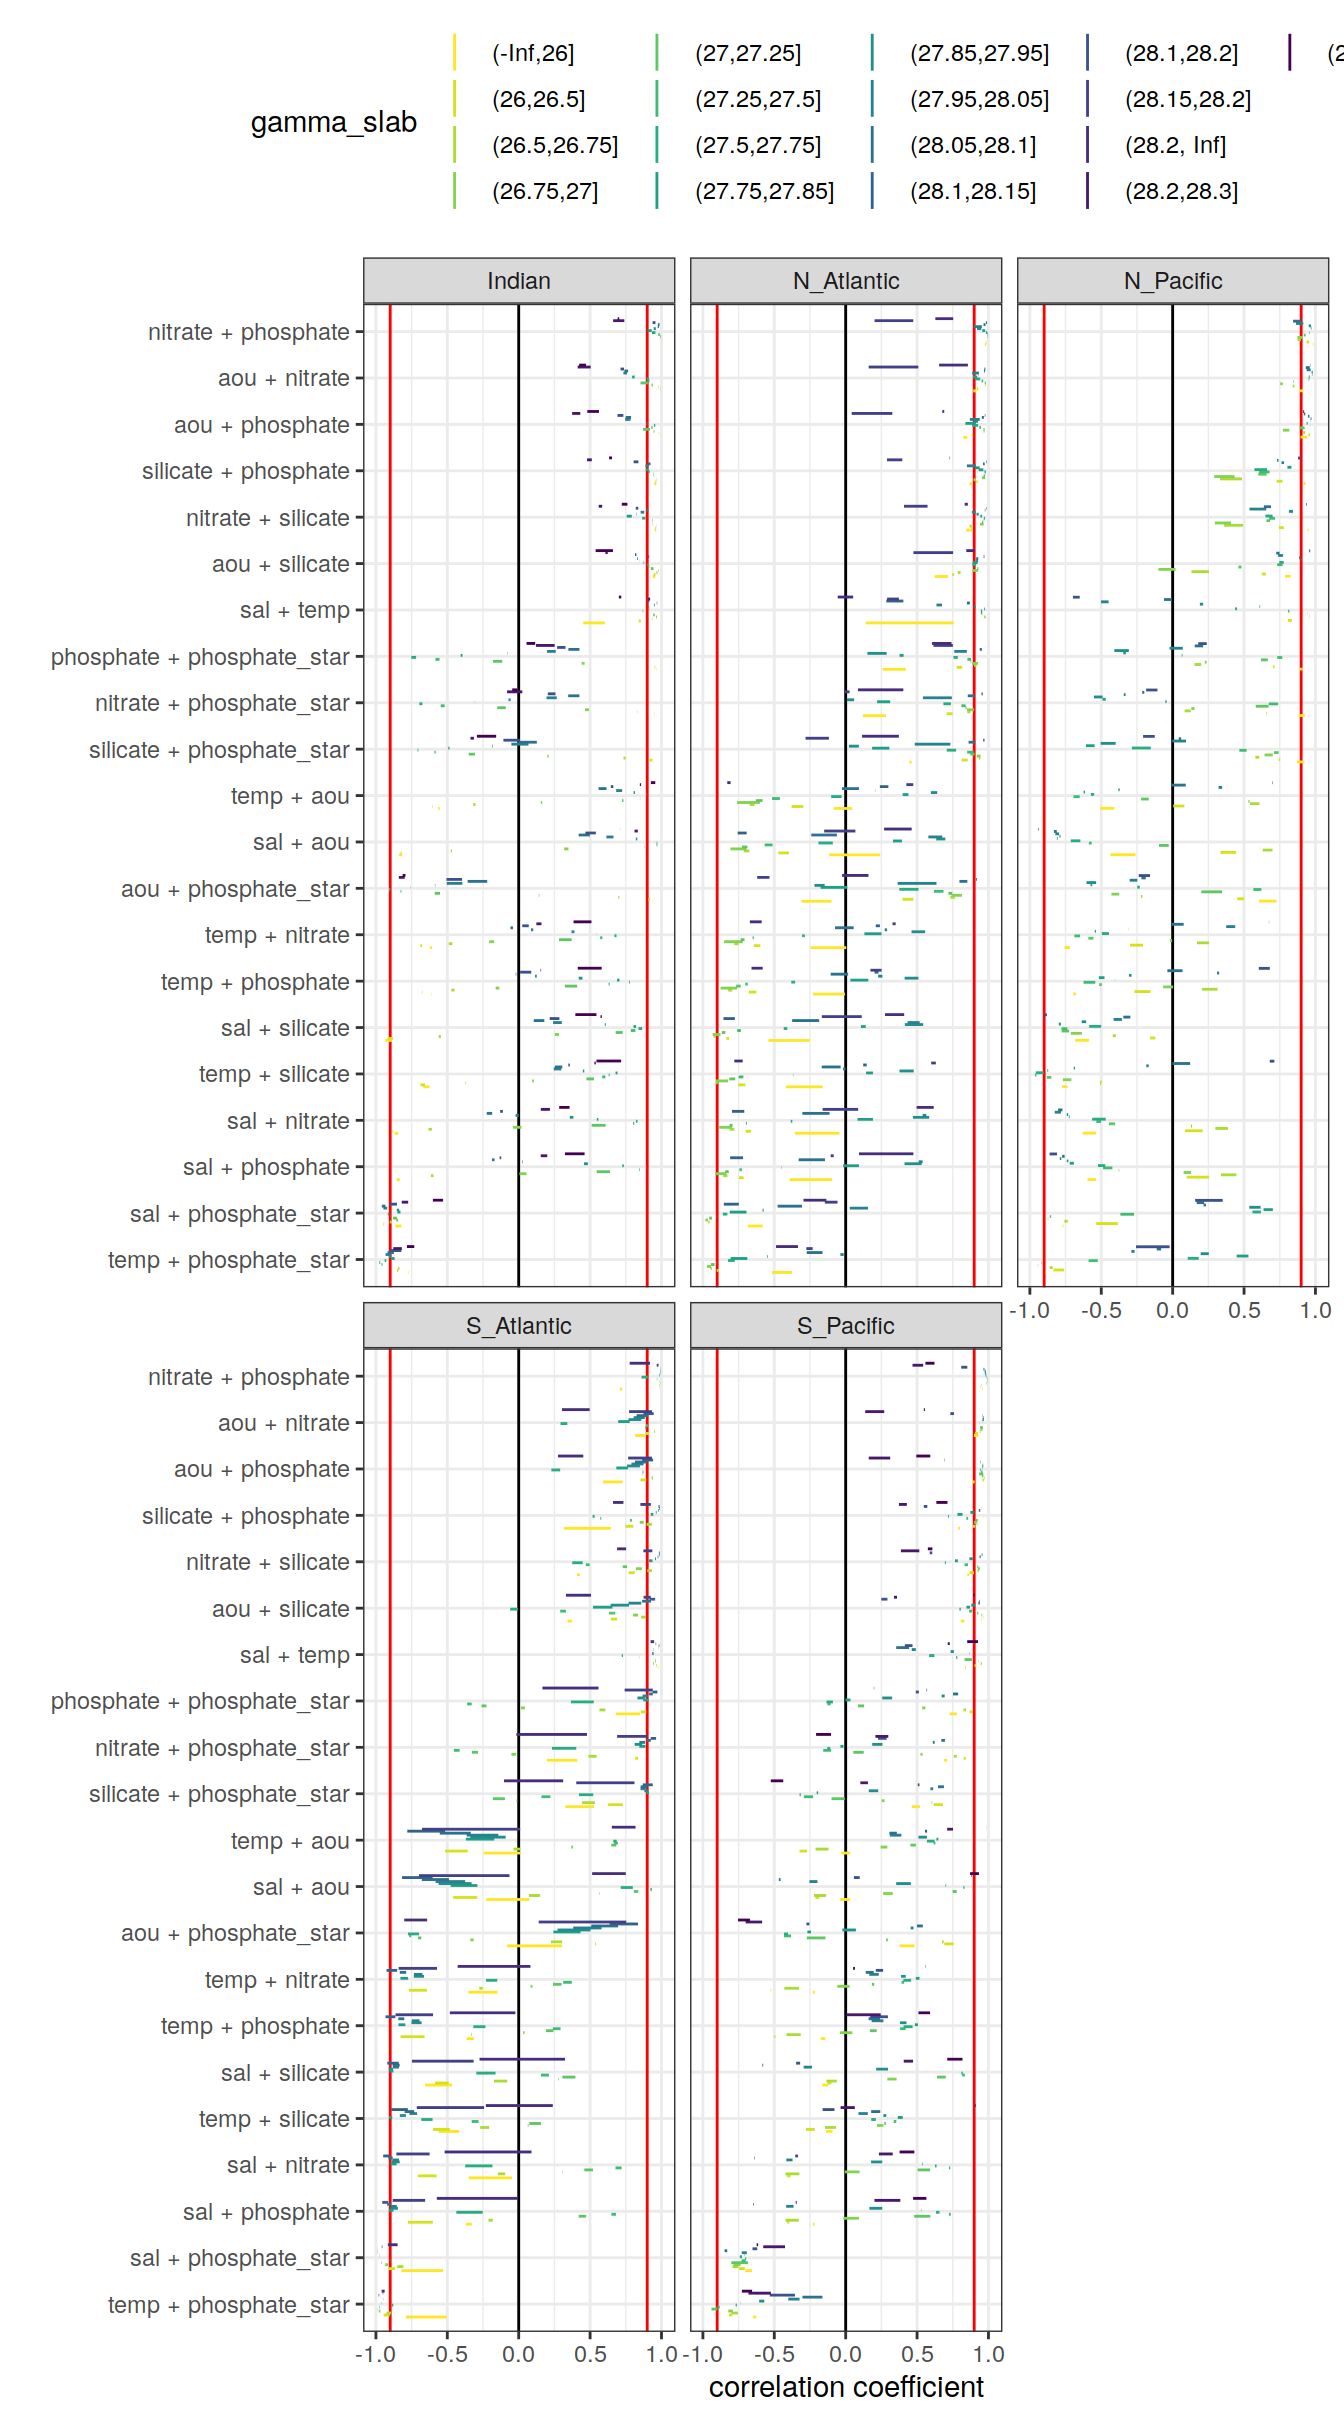 gamma_slab
(-Inf,26]
(26,26.5]
(26.5,26.75]
(26.75,27]
(27,27.25]
(27.25,27.5]
(27.5,27.75]
(27.75,27.85]
(27.85,27.95]
(27.95,28.05]
(28.05,28.1]
(28.1,28.15]
(28.1,28.2]
(28.15,28.2]
(28.2, Inf]
(28.2,28.3]
Indian
N_Atlantic
N_Pacific
nitrate + phosphate
aou + nitrate
aou + phosphate
silicate + phosphate
nitrate + silicate
aou + silicate
sal + temp
phosphate + phosphate_star
nitrate + phosphate_star
silicate + phosphate_star
temp + aou
sal + aou
aou + phosphate_star
temp + nitrate
temp + phosphate
sal + silicate
temp + silicate
sal + nitrate
sal + phosphate
sal + phosphate_star
temp + phosphate_star
-1.0 -0.5 0.0 0.5 1.0
S_Atlantic
S_Pacific
nitrate + phosphate
aou + nitrate
aou + phosphate
silicate + phosphate
nitrate + silicate
aou + silicate
sal + temp
phosphate + phosphate_star
nitrate + phosphate_star
silicate + phosphate_star
temp + aou
sal + aou
aou + phosphate_star
temp + nitrate
temp + phosphate
sal + silicate
temp + silicate
sal + nitrate
sal + phosphate
sal + phosphate_star
temp + phosphate_star
-1.0 -0.5 0.0 0.5 1.0
-1.0 -0.5 0.0 0.5 1.0
correlation coefficient